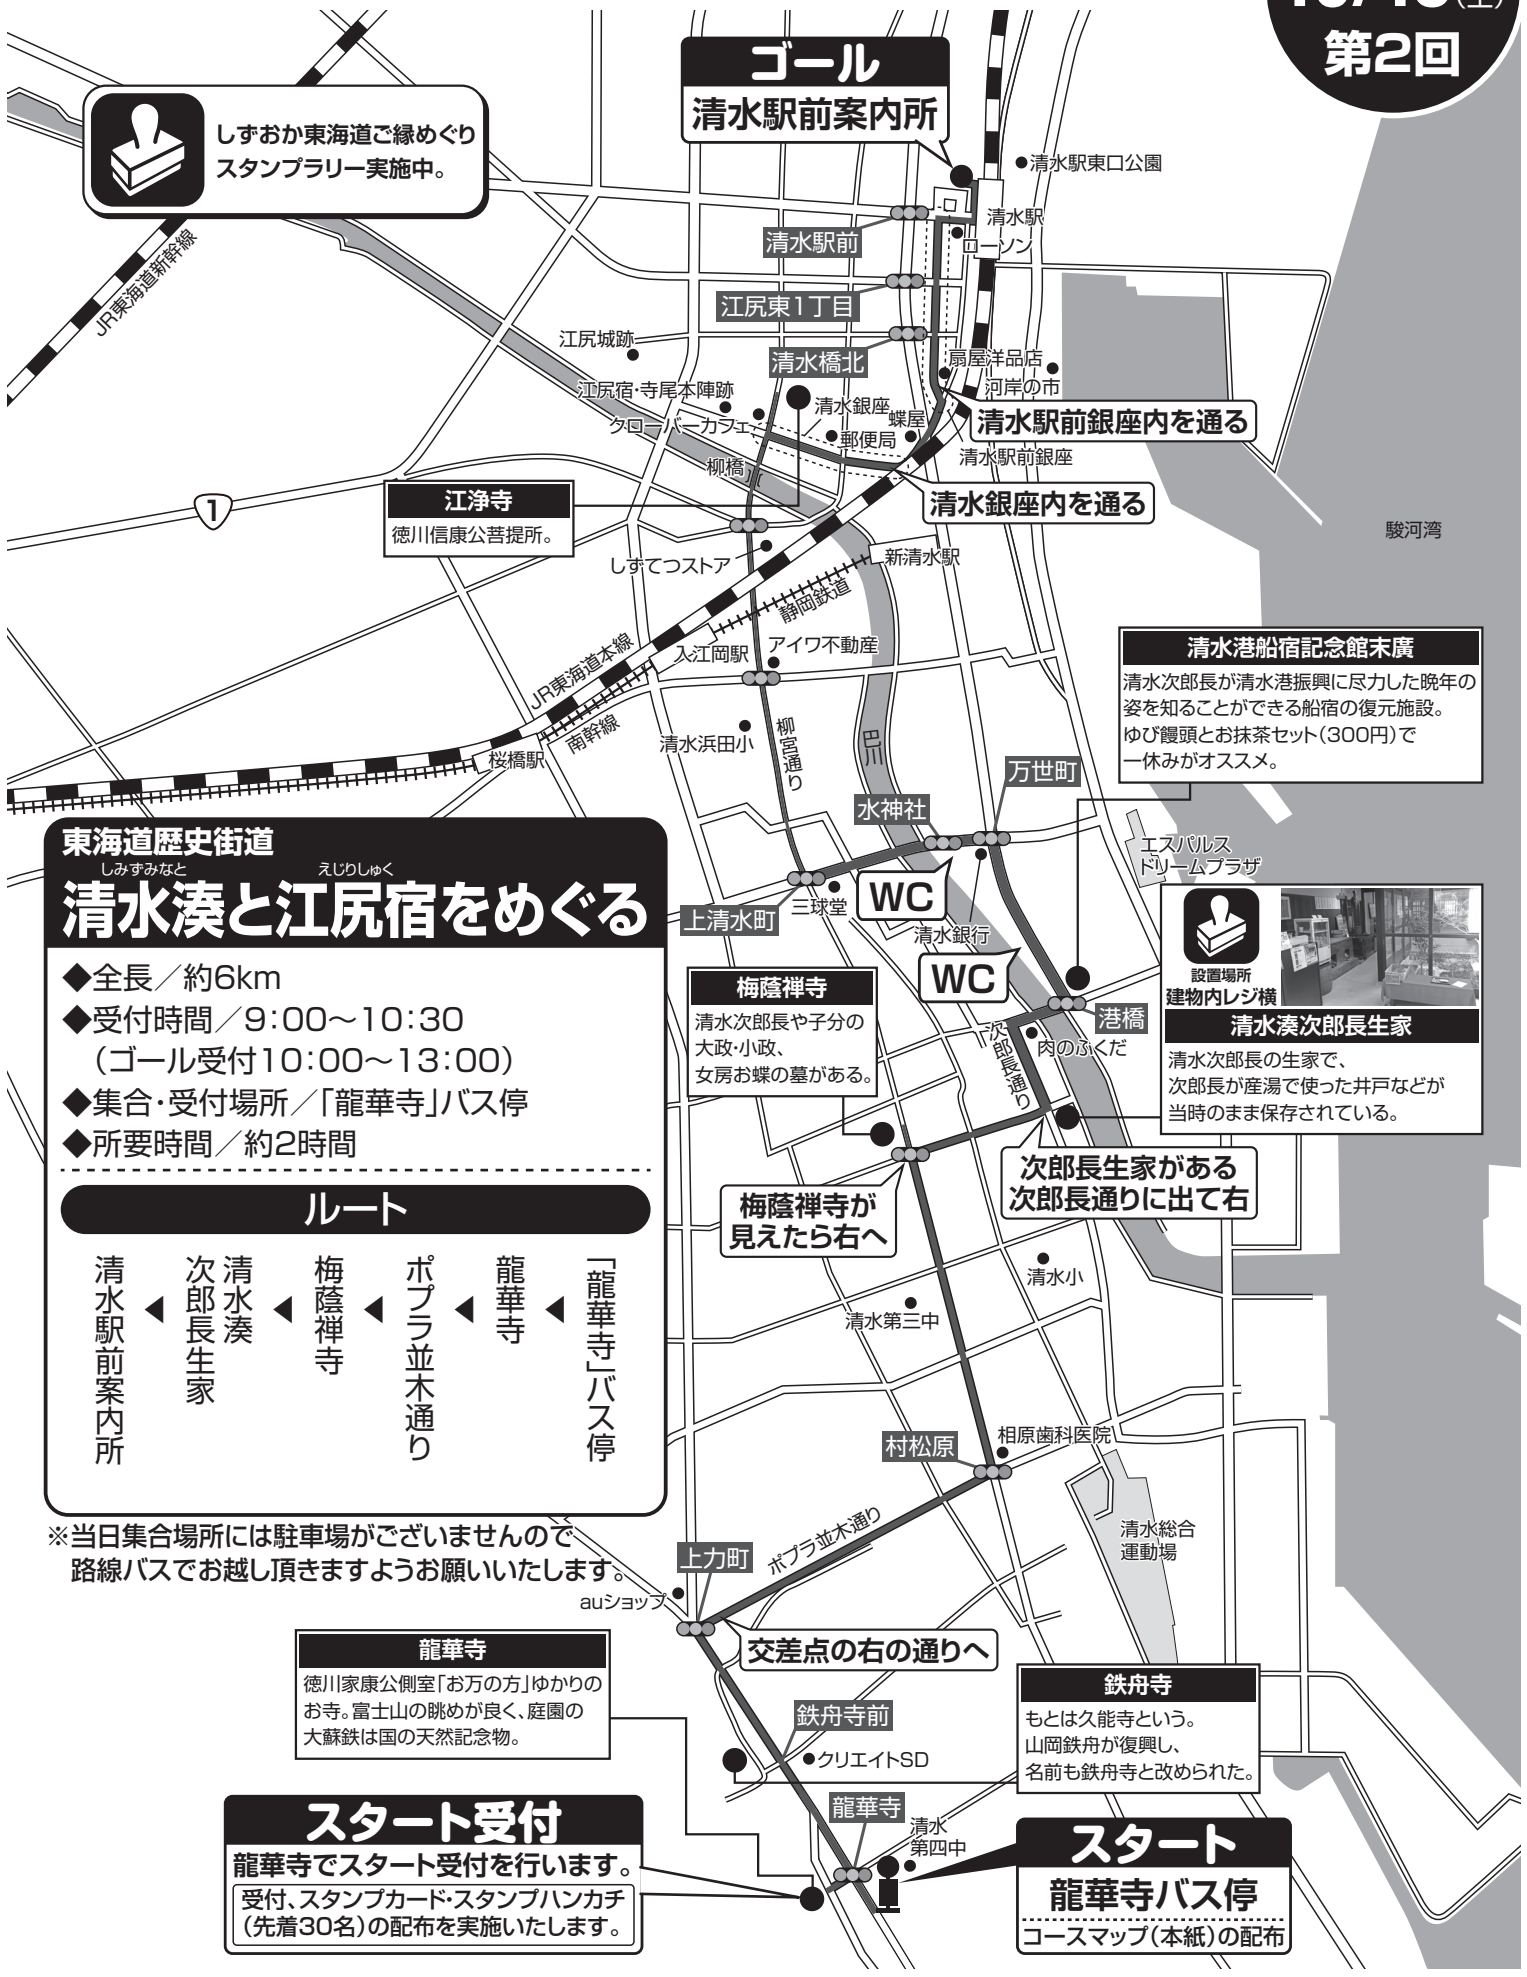 第2回
ゴール
清水駅前案内所
しずおか東海道ご縁めぐり
スタンプラリー実施中。
清水駅東口公園
清水駅
清水駅前
ローソン
JR東海道新幹線
江尻東1丁目
江尻城跡
清水橋北
扇屋洋品店
河岸の市
江尻宿・寺尾本陣跡
清水銀座
蝶屋
クローバーカフェ
郵便局
清水駅前銀座内を通る
清水駅前銀座
柳橋
清水銀座内を通る
1
江浄寺
徳川信康公菩提所。
駿河湾
しずてつストア
新清水駅
静岡鉄道
JR東海道本線
入江岡駅
アイワ不動産
清水港船宿記念館末廣
清水次郎長が清水港振興に尽力した晩年の
姿を知ることができる船宿の復元施設。
ゆび饅頭とお抹茶セット(300円)で
一休みがオススメ。
南幹線
清水浜田小
柳宮通り
巴川
桜橋駅
万世町
水神社
エスパルス
ドリームプラザ
東海道歴史街道
しみずみなと
えじりしゅく
清水湊と江尻宿をめぐる
◆全長／約6km
◆受付時間／9：00〜10：30
（ゴール受付10：00〜13：00）
◆集合・受付場所／「龍華寺」バス停
◆所要時間／約2時間
ルート
「龍華寺」バス停
◀
龍華寺
◀
ポプラ並木通り
◀
梅蔭禅寺
◀
清水湊
次郎長生家
◀
清水駅前案内所
※当日集合場所には駐車場がございませんので
路線バスでお越し頂きますようお願いいたします。
WC
三球堂
上清水町
清水銀行
WC
設置場所
建物内レジ横
清水湊次郎長生家
清水次郎長の生家で、
次郎長が産湯で使った井戸などが
当時のまま保存されている。
梅蔭禅寺
清水次郎長や子分の
大政・小政、
女房お蝶の墓がある。
港橋
次郎長通り
肉のふくだ
次郎長生家がある
次郎長通りに出て右
梅蔭禅寺が
見えたら右へ
清水小
清水第三中
相原歯科医院
村松原
ポプラ並木通り
清水総合
運動場
上力町
auショップ
交差点の右の通りへ
龍華寺
徳川家康公側室「お万の方」ゆかりの
お寺。富士山の眺めが良く、庭園の
大蘇鉄は国の天然記念物。
鉄舟寺
もとは久能寺という。
山岡鉄舟が復興し、
名前も鉄舟寺と改められた。
鉄舟寺前
クリエイトSD
龍華寺
清水
第四中
スタート受付
龍華寺でスタート受付を行います。
受付、スタンプカード・スタンプハンカチ
（先着30名）の配布を実施いたします。
スタート
龍華寺バス停
コースマップ（本紙）の配布